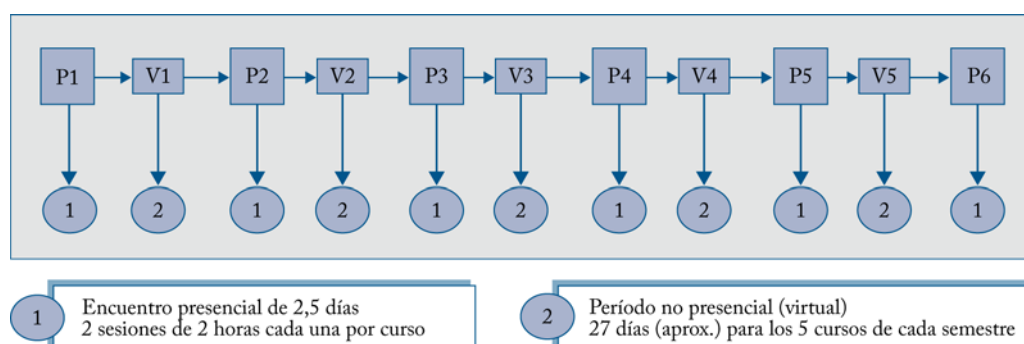 P1 V1 P2 V2 P3 V3 P4 V4 P5 V5 P6
1 2 1 2 1 2 1 2 1 2 1
1
Encuentro presencial de 2,5 días
2 sesiones de 2 horas cada una por curso
2
Período no presencial (virtual)
27 días (aprox.) para los 5 cursos de cada semestre